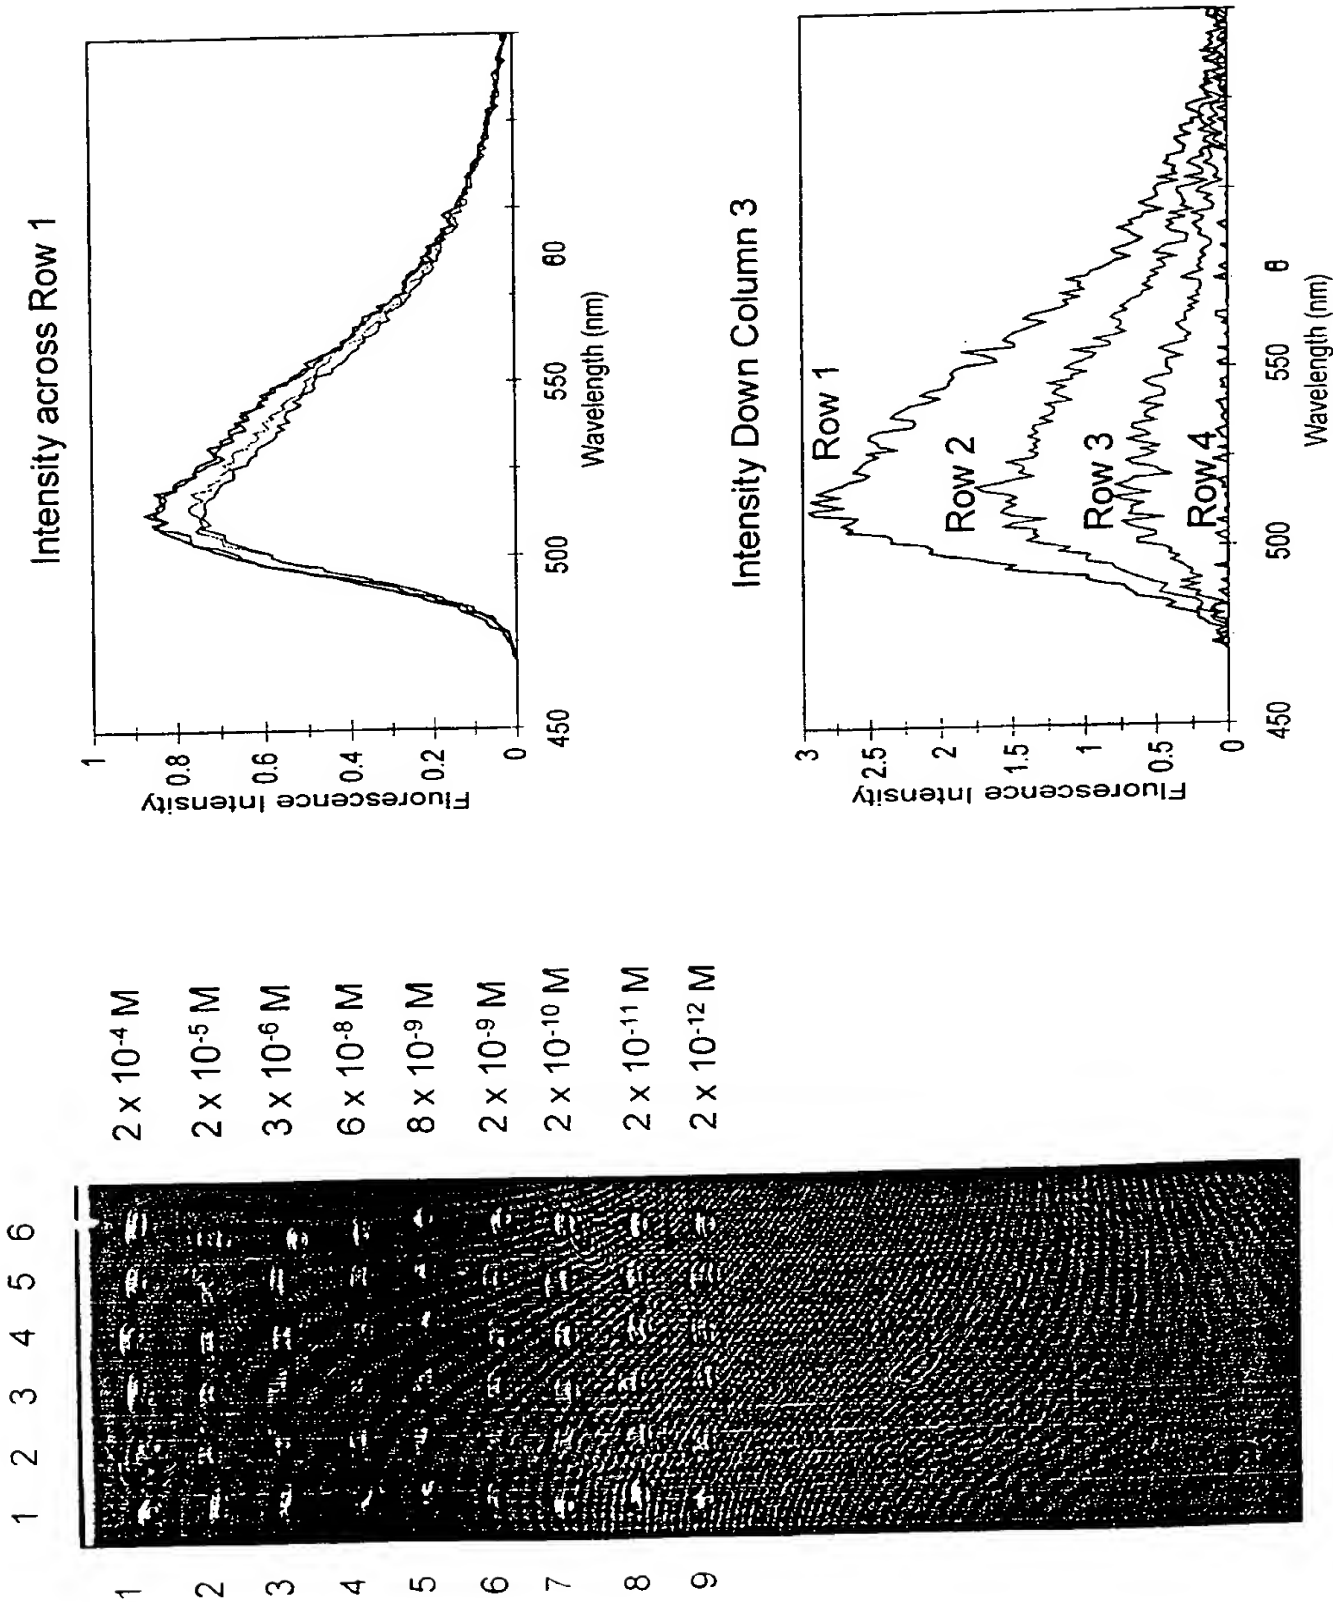 1 2 3 4 5 6
1 2 x 10-4 M
2 2 x 10-5 M
3 3 x 10-6 M
4 6 x 10-8 M
5 8 x 10-9 M
6 2 x 10-9 M
7 2 x 10-10 M
8 2 x 10-11 M
9 2 x 10-12 M
Intensity across Row 1
Fluorescence Intensity
1
0.8
0.6
0.4
0.2
0
450 500 550 60
Wavelength (nm)
Intensity Down Column 3
Fluorescence Intensity
3
2.5
2
1.5
1
0.5
0
Row 1
Row 2
Row 3
Row 4
450 500 550
Wavelength (nm)